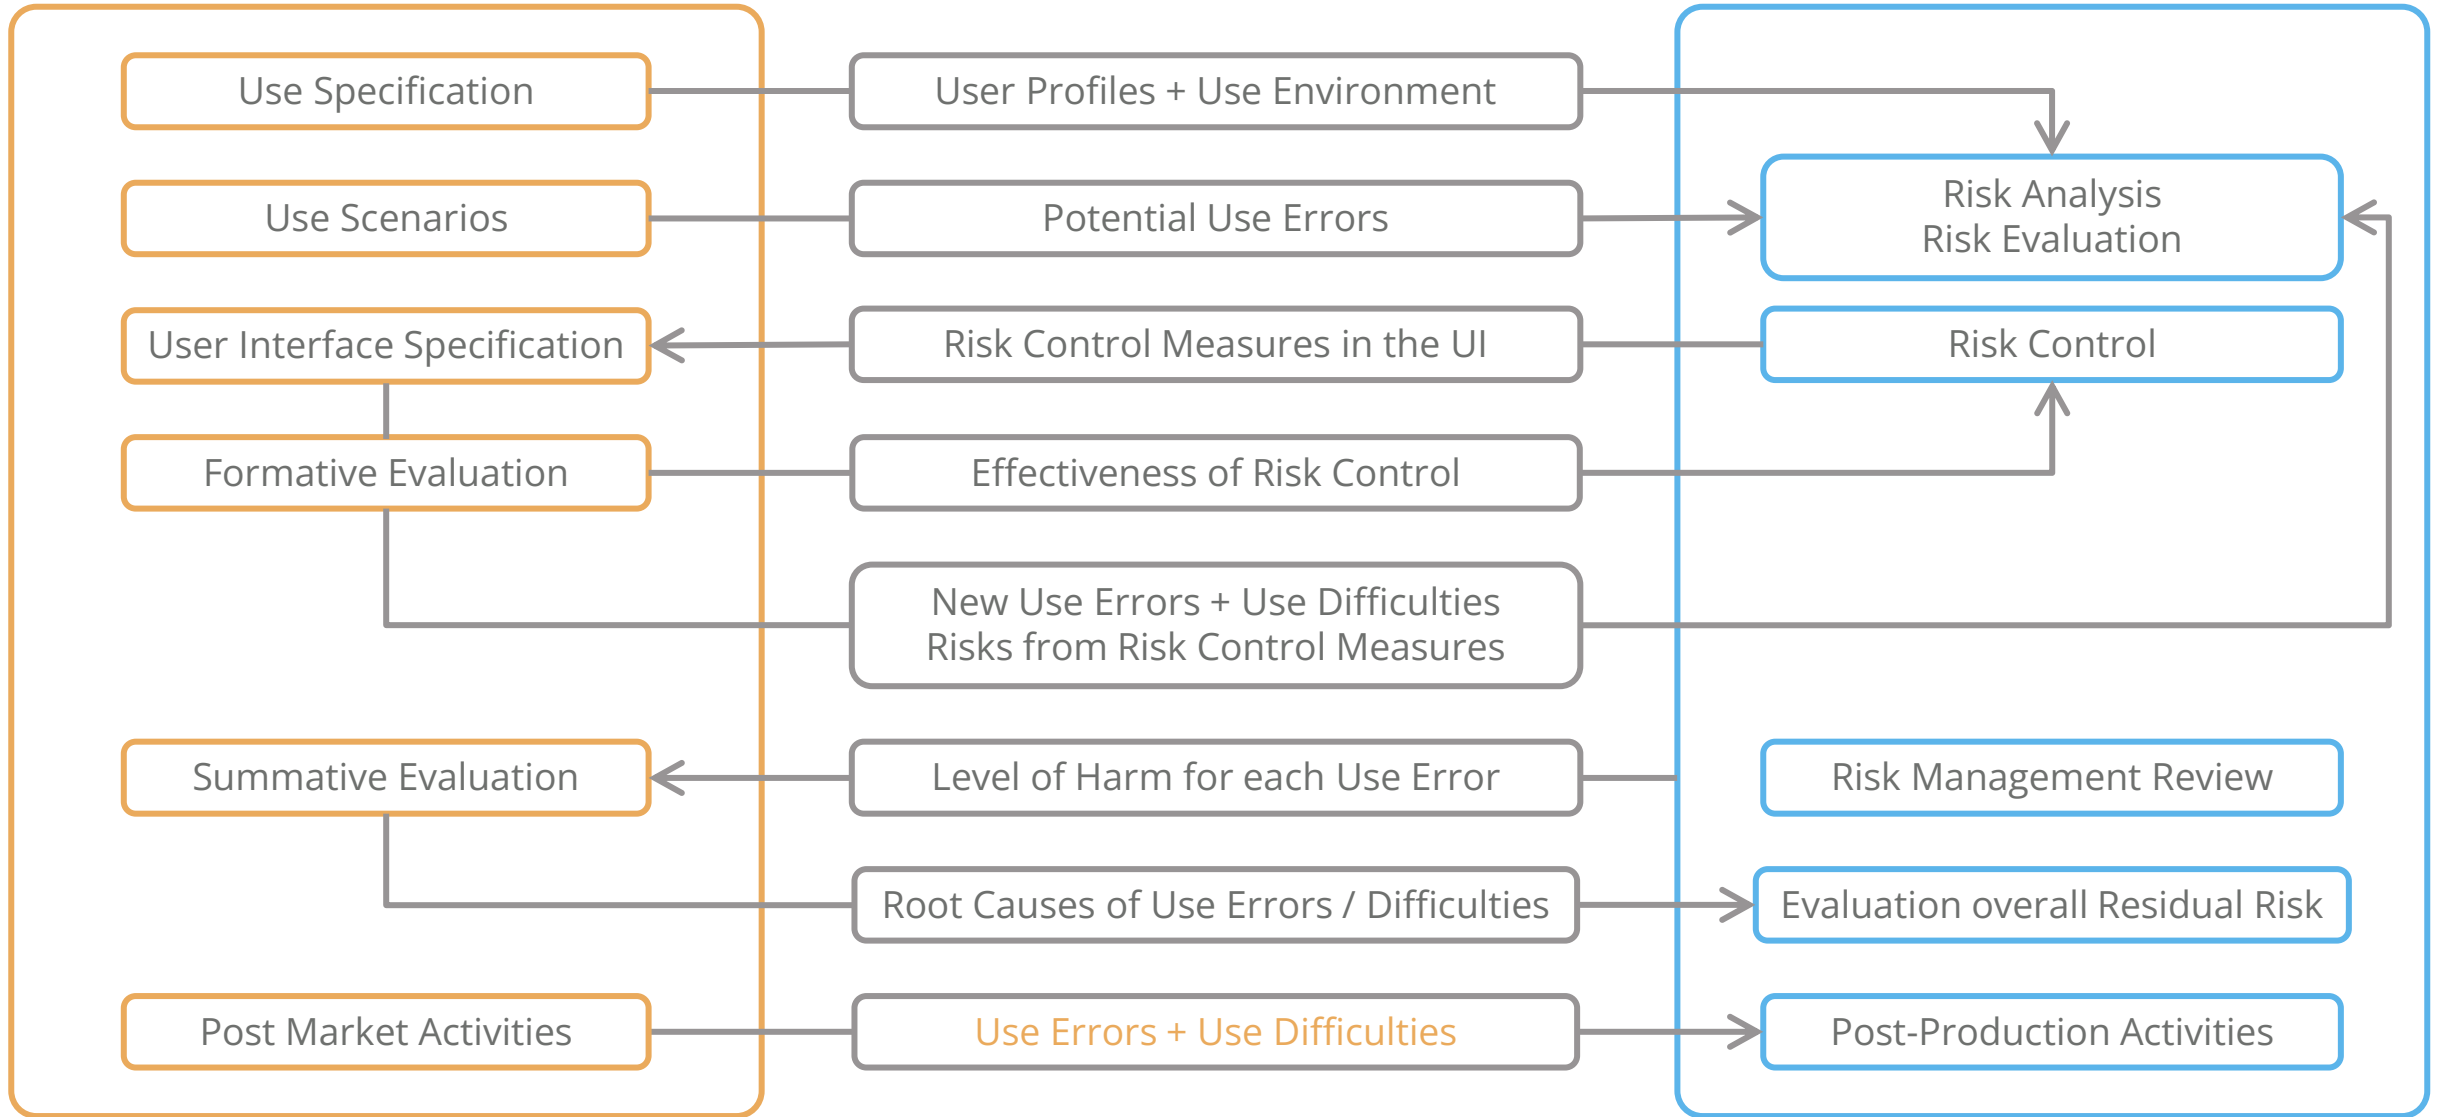 Use Specification
User Profiles + Use Environment
Use Scenarios
Potential Use Errors
Risk Analysis
Risk Evaluation
User Interface Specification
Risk Control Measures in the UI
Risk Control
Formative Evaluation
Effectiveness of Risk Control
New Use Errors + Use Difficulties
Risks from Risk Control Measures
Summative Evaluation
Level of Harm for each Use Error
Risk Management Review
Root Causes of Use Errors / Difficulties
Evaluation overall Residual Risk
Post Market Activities
Use Errors + Use Difficulties
Post-Production Activities